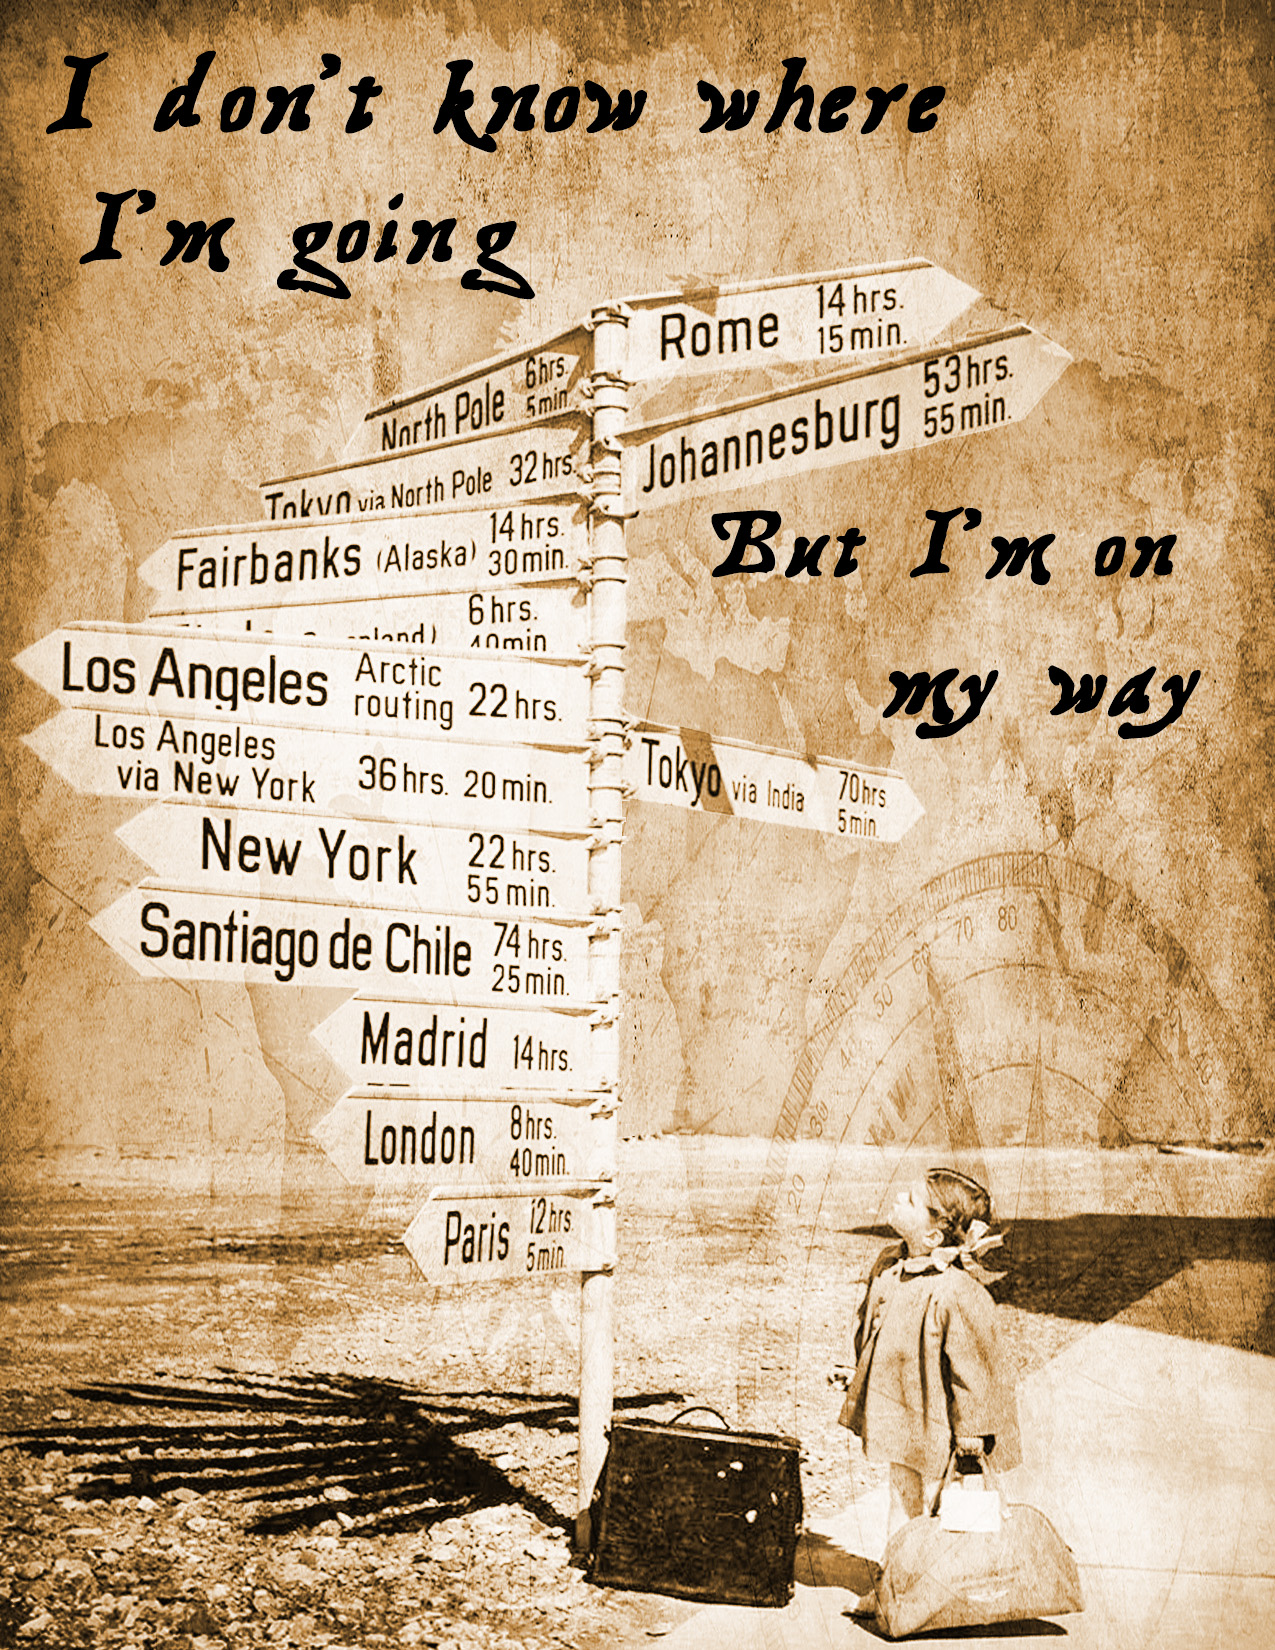 I don't know where
I'm going
Rome 14 hrs. 15 min.
Johannesburg 53 hrs. 55 min.
North Pole 6 hrs. 5 min.
Tokyo via North Pole 32 hrs.
Fairbanks (Alaska) 14 hrs. 30 min.
6 hrs. 40 min
Los Angeles Arctic routing 22 hrs.
Los Angeles via New York 36 hrs. 20 min.
New York 22 hrs. 55 min.
Santiago de Chile 74 hrs. 25 min.
Madrid 14 hrs.
London 8 hrs. 40 min.
Paris 12 hrs. 5 min.
But I'm on
my way
Tokyo via India 70 hrs 5 min.
80
70
60
50
40
30
20